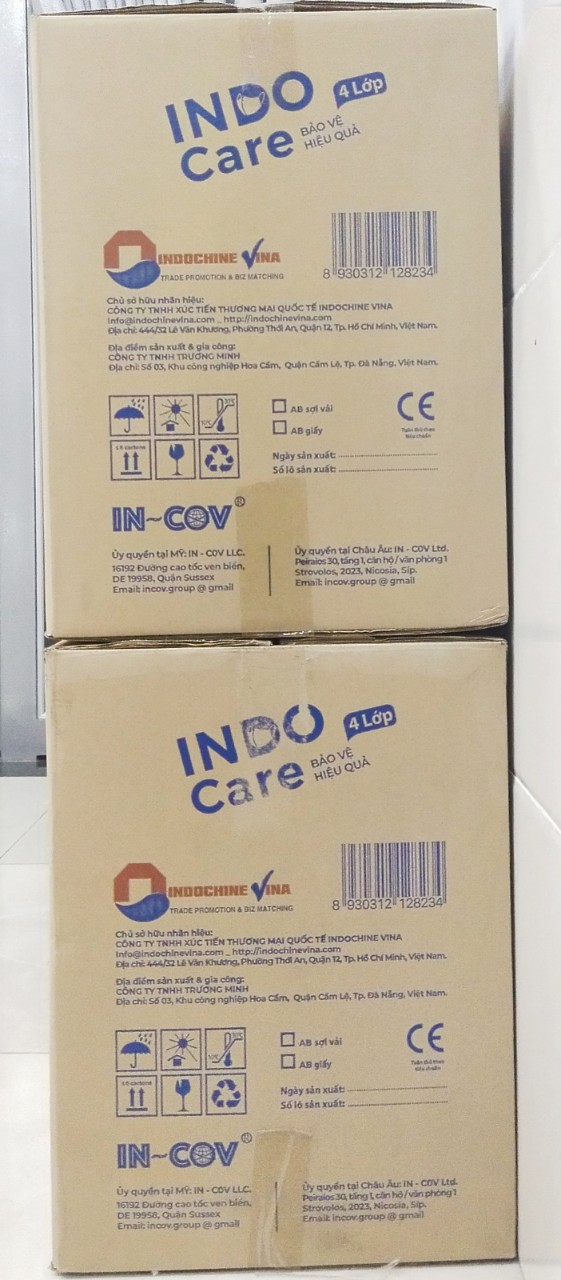 INDO
Care
4 Lớp
BẢO VỆ
HIỆU QUẢ
INDOCHINE VINA
TRADE PROMOTION & BIZ MATCHING
8 930312 128234
Chủ sở hữu nhãn hiệu:
CÔNG TY TNHH XÚC TIẾN THƯƠNG MẠI QUỐC TẾ INDOCHINE VINA
Info@indochinevina.com _ http://indochinevina.com
Địa chỉ: 444/32 Lê Văn Khương, Phường Thới An, Quận 12, Tp. Hồ Chí Minh, Việt Nam.
Địa điểm sản xuất & gia công:
CÔNG TY TNHH TRƯƠNG MINH
Địa chỉ: Số 03, Khu công nghiệp Hoa Cầm, Quận Cẩm Lệ, Tp. Đà Nẵng, Việt Nam.
AB sợi vải
AB giấy
CE
Ngày sản xuất:
Số lô sản xuất:
IN~COV®
Ủy quyền tại MỸ: IN - COV LLC.
16192 Đường cao tốc ven biển,
DE 19958, Quận Sussex
Email: incov.group @ gmail
Ủy quyền tại Châu Âu: IN - COV Ltd.
Peiraios 30, tầng 1, căn hộ / văn phòng 1
Strovolos, 2023, Nicosia, Síp.
Email: incov.group @ gmail
INDO
Care
4 Lớp
BẢO VỆ
HIỆU QUẢ
INDOCHINE VINA
TRADE PROMOTION & BIZ MATCHING
8 930312 128234
Chủ sở hữu nhãn hiệu:
CÔNG TY TNHH XÚC TIẾN THƯƠNG MẠI QUỐC TẾ INDOCHINE VINA
Info@indochinevina.com _ http://indochinevina.com
Địa chỉ: 444/32 Lê Văn Khương, Phường Thới An, Quận 12, Tp. Hồ Chí Minh, Việt Nam.
Địa điểm sản xuất & gia công:
CÔNG TY TNHH TRƯƠNG MINH
Địa chỉ: Số 03, Khu công nghiệp Hoa Cầm, Quận Cẩm Lệ, Tp. Đà Nẵng, Việt Nam.
AB sợi vải
AB giấy
CE
Ngày sản xuất:
Số lô sản xuất:
IN~COV®
Ủy quyền tại MỸ: IN - COV LLC.
16192 Đường cao tốc ven biển,
DE 19958, Quận Sussex
Email: incov.group @ gmail
Ủy quyền tại Châu Âu: IN - COV Ltd.
Peiraios 30, tầng 1, căn hộ / văn phòng 1
Strovolos, 2023, Nicosia, Síp.
Email: incov.group @ gmail